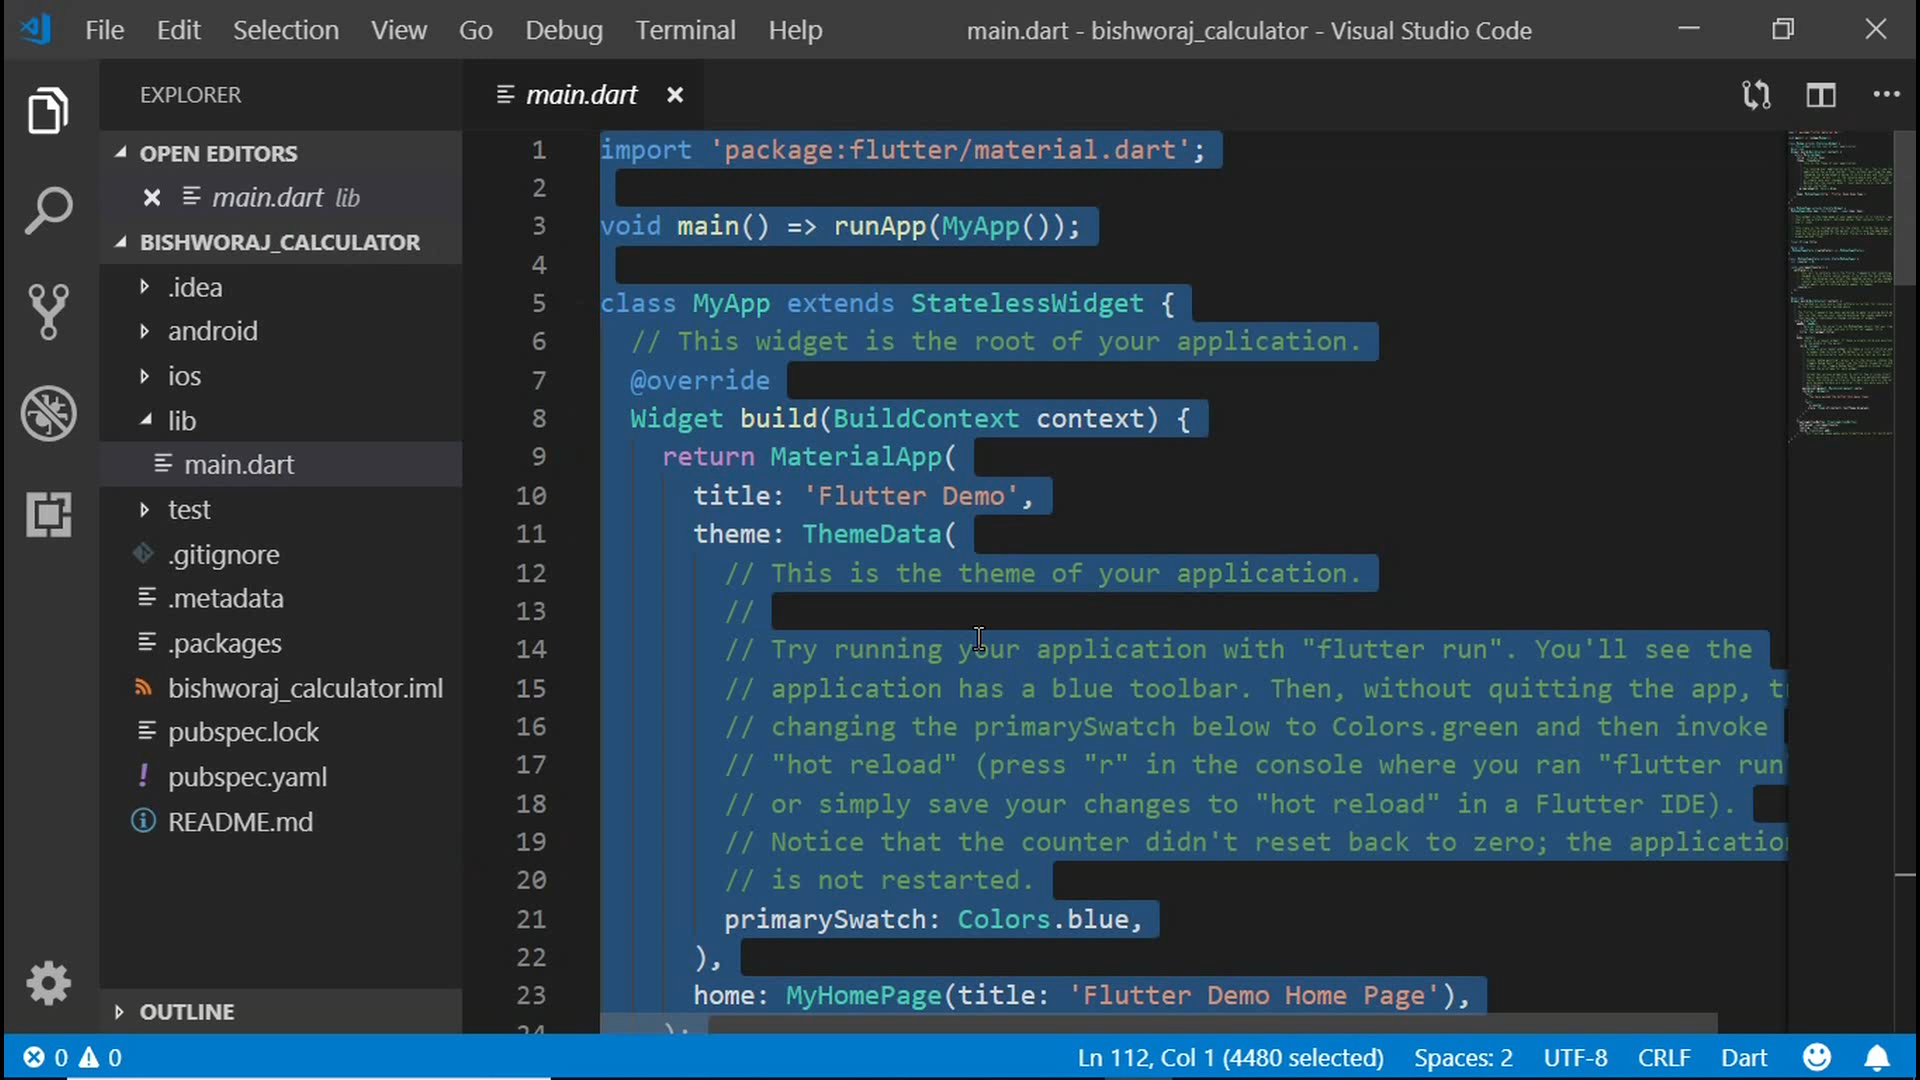 File Edit Selection View Go Debug Terminal Help main.dart - bishworaj_calculator - Visual Studio Code
EXPLORER
OPEN EDITORS
main.dart lib
BISHWORAJ_CALCULATOR
.idea
android
ios
lib
main.dart
test
.gitignore
.metadata
.packages
bishworaj_calculator.iml
pubspec.lock
pubspec.yaml
README.md
OUTLINE
main.dart
1 import 'package:flutter/material.dart';
2
3 void main() => runApp(MyApp());
4
5 class MyApp extends StatelessWidget {
6 // This widget is the root of your application.
7 @override
8 Widget build(BuildContext context) {
9 return MaterialApp(
10 title: 'Flutter Demo',
11 theme: ThemeData(
12 // This is the theme of your application.
13 //
14 // Try running your application with "flutter run". You'll see the
15 // application has a blue toolbar. Then, without quitting the app,
16 // changing the primarySwatch below to Colors.green and then invoke
17 // "hot reload" (press "r" in the console where you ran "flutter run
18 // or simply save your changes to "hot reload" in a Flutter IDE).
19 // Notice that the counter didn't reset back to zero; the application
20 // is not restarted.
21 primarySwatch: Colors.blue,
22 ),
23 home: MyHomePage(title: 'Flutter Demo Home Page'),
24 );
0 0 Ln 112, Col 1 (4480 selected) Spaces: 2 UTF-8 CRLF Dart